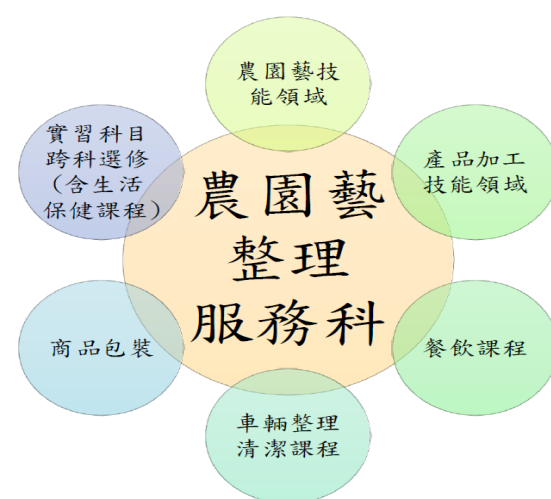 農園藝技
能領域
實習科目
跨科選修
（含生活
保健課程）
產品加工
技能領域
農園藝
整理
服務科
商品包裝
餐飲課程
車輛整理
清潔課程